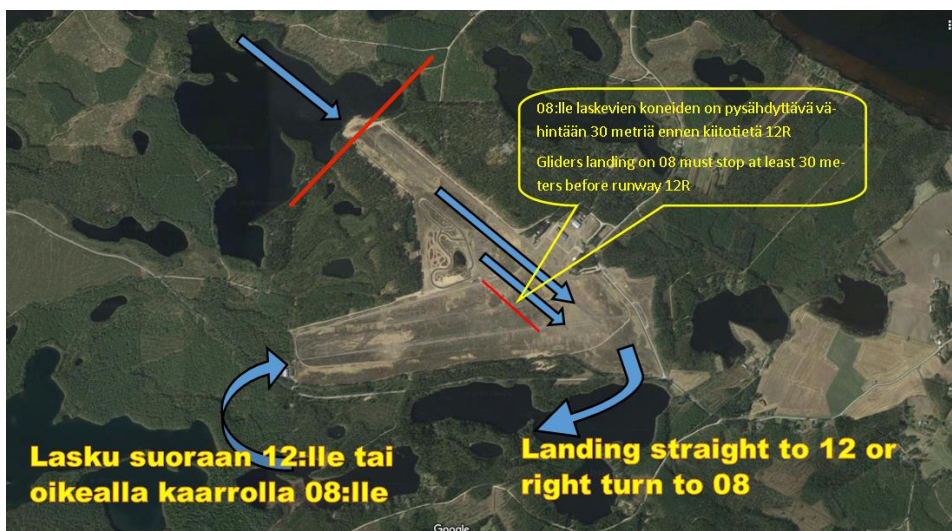 08:lle laskevien koneiden on pysähdyttävä vä-
hintään 30 metriä ennen kiitotietä 12R
Gliders landing on 08 must stop at least 30 me-
ters before runway 12R
Lasku suoraan 12:lle tai
oikealla kaarrolla 08:lle
Landing straight to 12 or
right turn to 08
Google